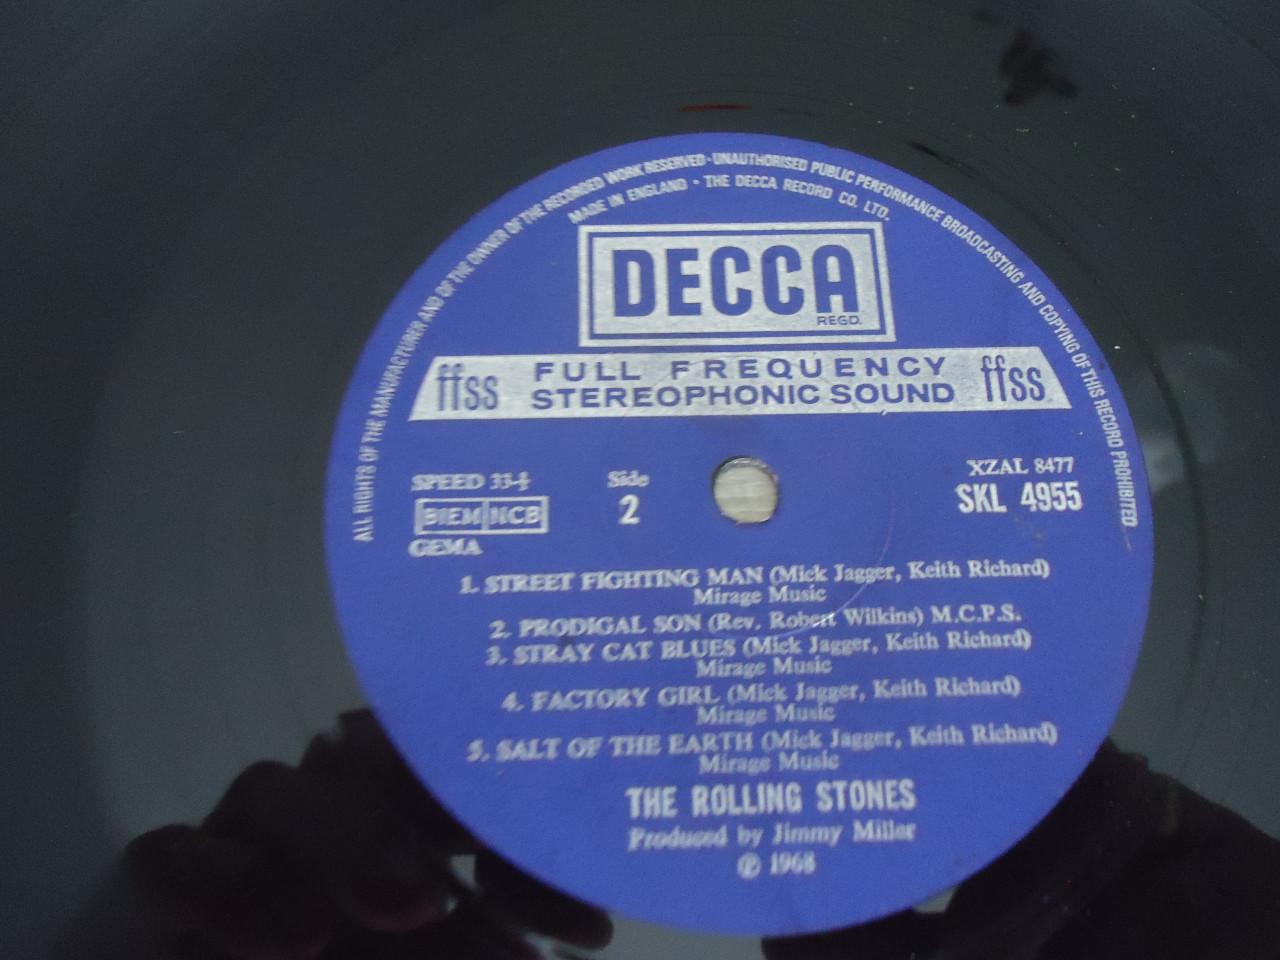 ALL RIGHTS OF THE MANUFACTURER AND OF THE OWNER OF THE RECORDED WORK RESERVED · UNAUTHORISED PUBLIC PERFORMANCE BROADCASTING AND COPYING OF THIS RECORD PROHIBITED
MADE IN ENGLAND · THE DECCA RECORD CO. LTD.
DECCA
REGD.
ffss FULL FREQUENCY STEREOPHONIC SOUND ffss
SPEED 33⅓ Side XZAL 8477
BIEM NCB 2 SKL 4955
GEMA
1. STREET FIGHTING MAN (Mick Jagger, Keith Richard)
Mirage Music
2. PRODIGAL SON (Rev. Robert Wilkins) M.C.P.S.
3. STRAY CAT BLUES (Mick Jagger, Keith Richard)
Mirage Music
4. FACTORY GIRL (Mick Jagger, Keith Richard)
Mirage Music
5. SALT OF THE EARTH (Mick Jagger, Keith Richard)
Mirage Music
THE ROLLING STONES
Produced by Jimmy Miller
℗ 1968